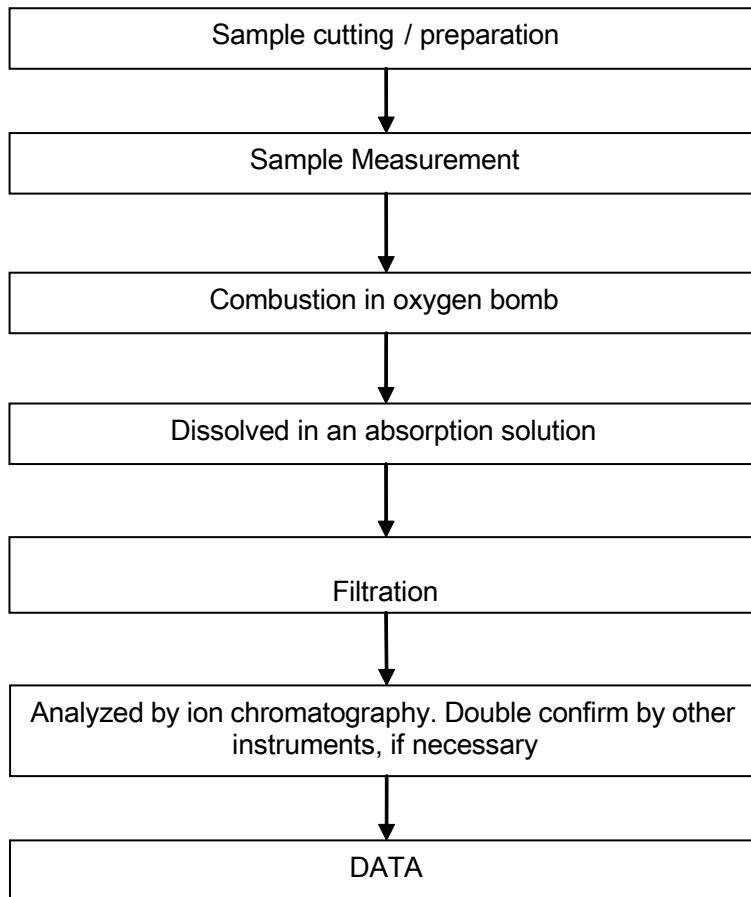 Sample cutting / preparation
Sample Measurement
Combustion in oxygen bomb
Dissolved in an absorption solution
Filtration
Analyzed by ion chromatography. Double confirm by other
instruments, if necessary
DATA